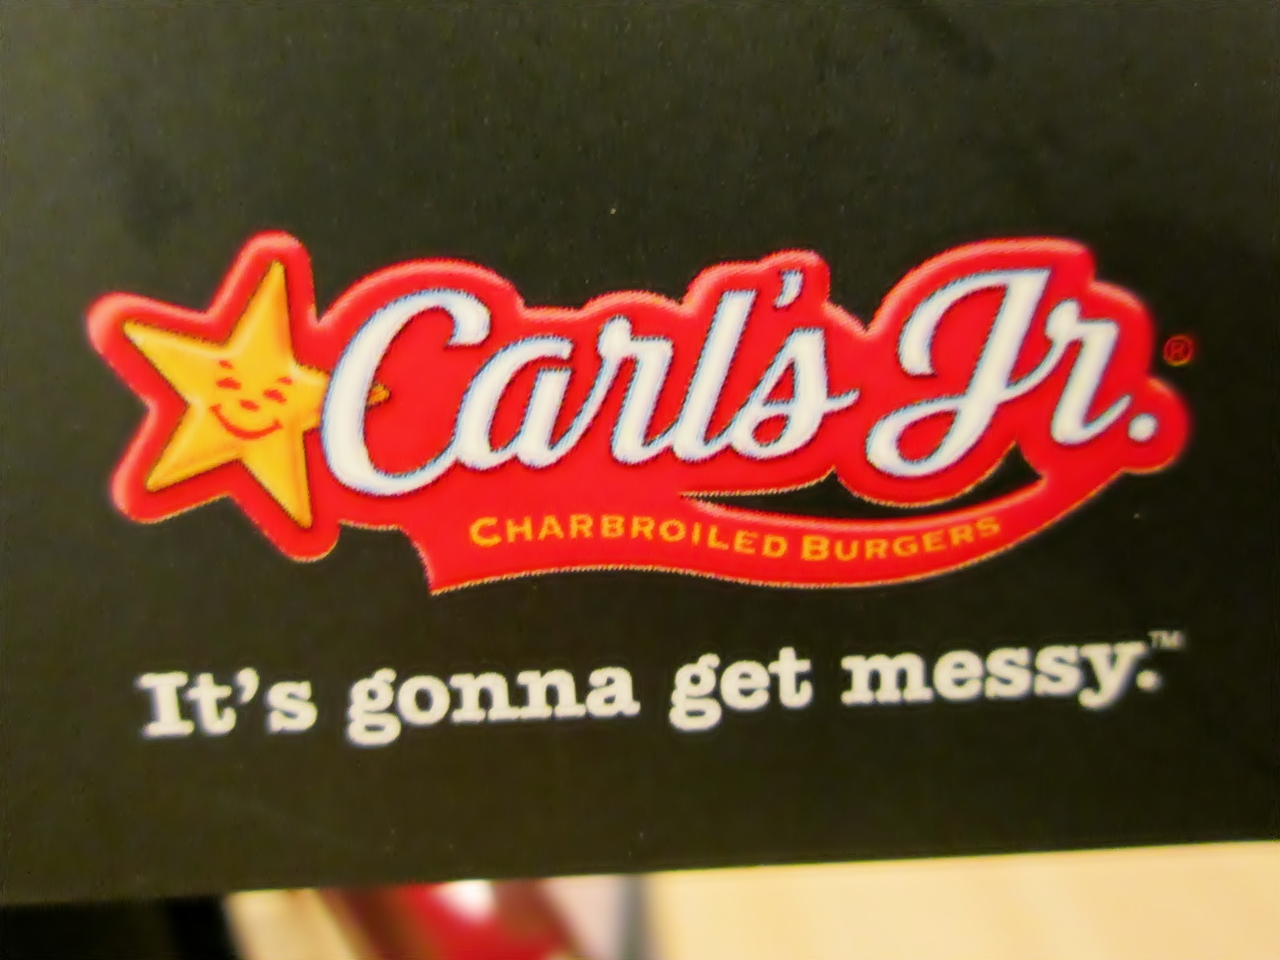 Carl's Jr.®
CHARBROILED BURGERS
It's gonna get messy.™